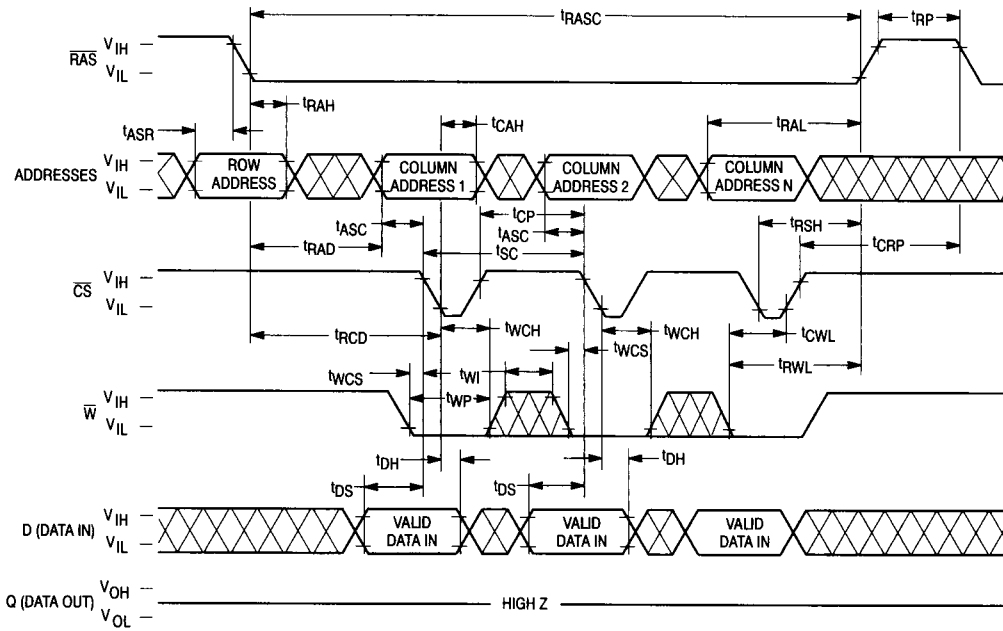 tRASC
tRP
RAS
VIH
VIL
tRAH
tASR
tCAH
tRAL
ADDRESSES
VIH
VIL
ROW ADDRESS
COLUMN ADDRESS 1
COLUMN ADDRESS 2
COLUMN ADDRESS N
tCP
tRSH
tASC
tASC
tRAD
tSC
tCRP
CS
VIH
VIL
tRCD
tWCH
tWCH
tCWL
tWCS
tWCS
tWI
tRWL
tWP
W
VIH
VIL
tDH
tDH
tDS
tDS
D (DATA IN)
VIH
VIL
VALID DATA IN
VALID DATA IN
VALID DATA IN
Q (DATA OUT)
VOH
VOL
HIGH Z